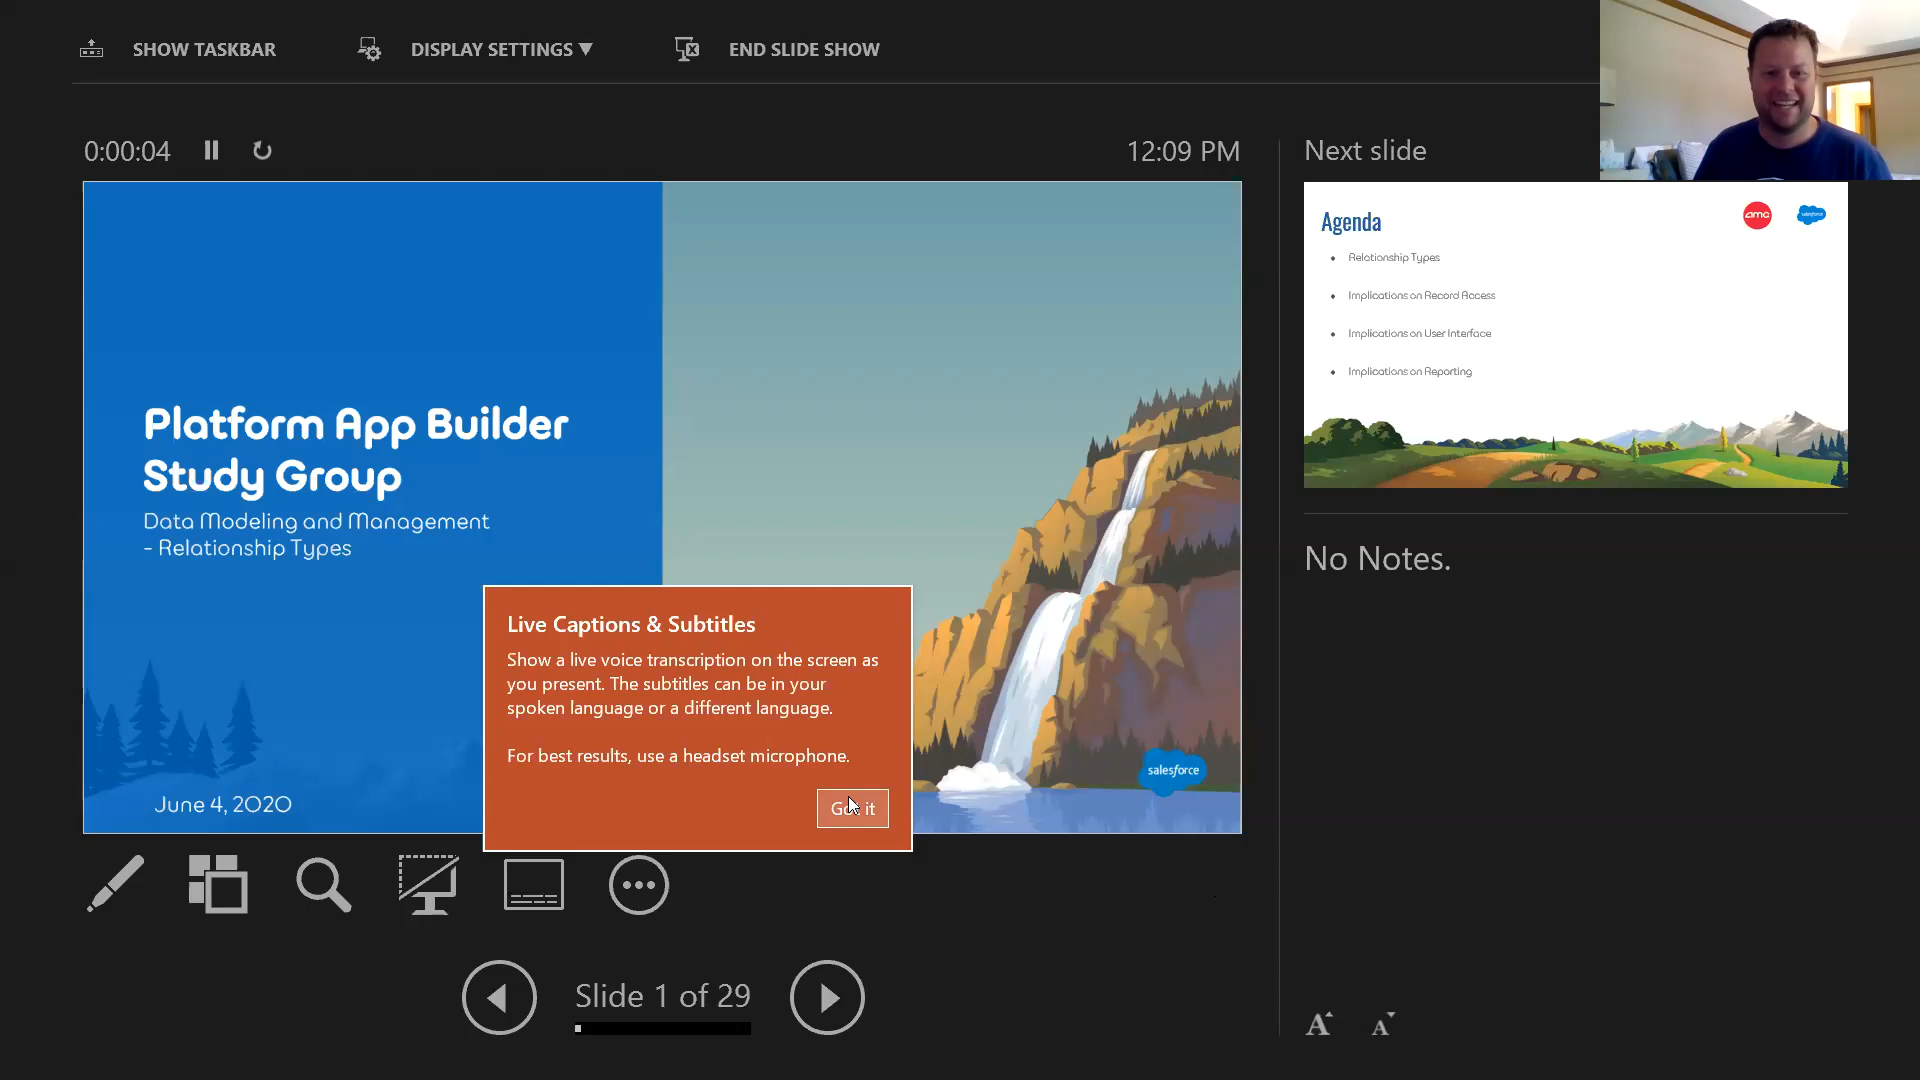 SHOW TASKBAR
DISPLAY SETTINGS ▼
END SLIDE SHOW
0:00:04
12:09 PM
Next slide
Platform App Builder
Study Group
Data Modeling and Management
- Relationship Types
June 4, 2020
salesforce
Live Captions & Subtitles
Show a live voice transcription on the screen as
you present. The subtitles can be in your
spoken language or a different language.
For best results, use a headset microphone.
Got it
Agenda
amc
salesforce
• Relationship Types
• Implications on Record Access
• Implications on User Interface
• Implications on Reporting
No Notes.
Slide 1 of 29
A
A